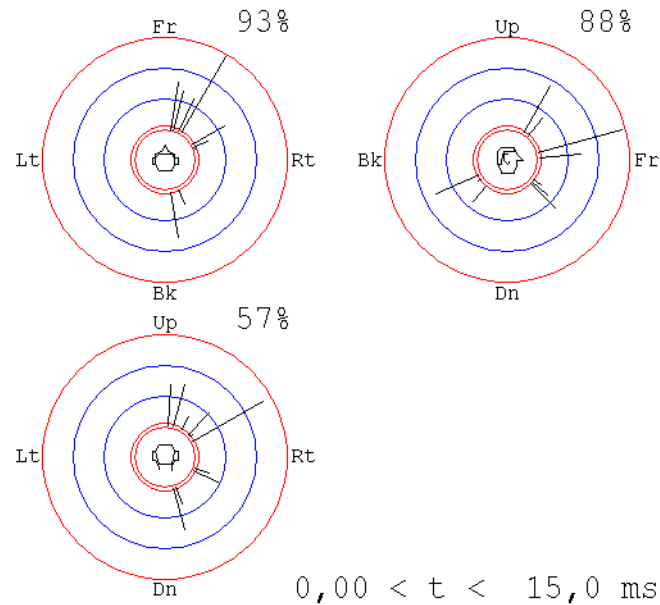 Fr 93%
Up 88%
Lt Rt
Bk Fr
Bk
Dn
Up 57%
Lt Rt
Dn
0,00 < t < 15,0 ms